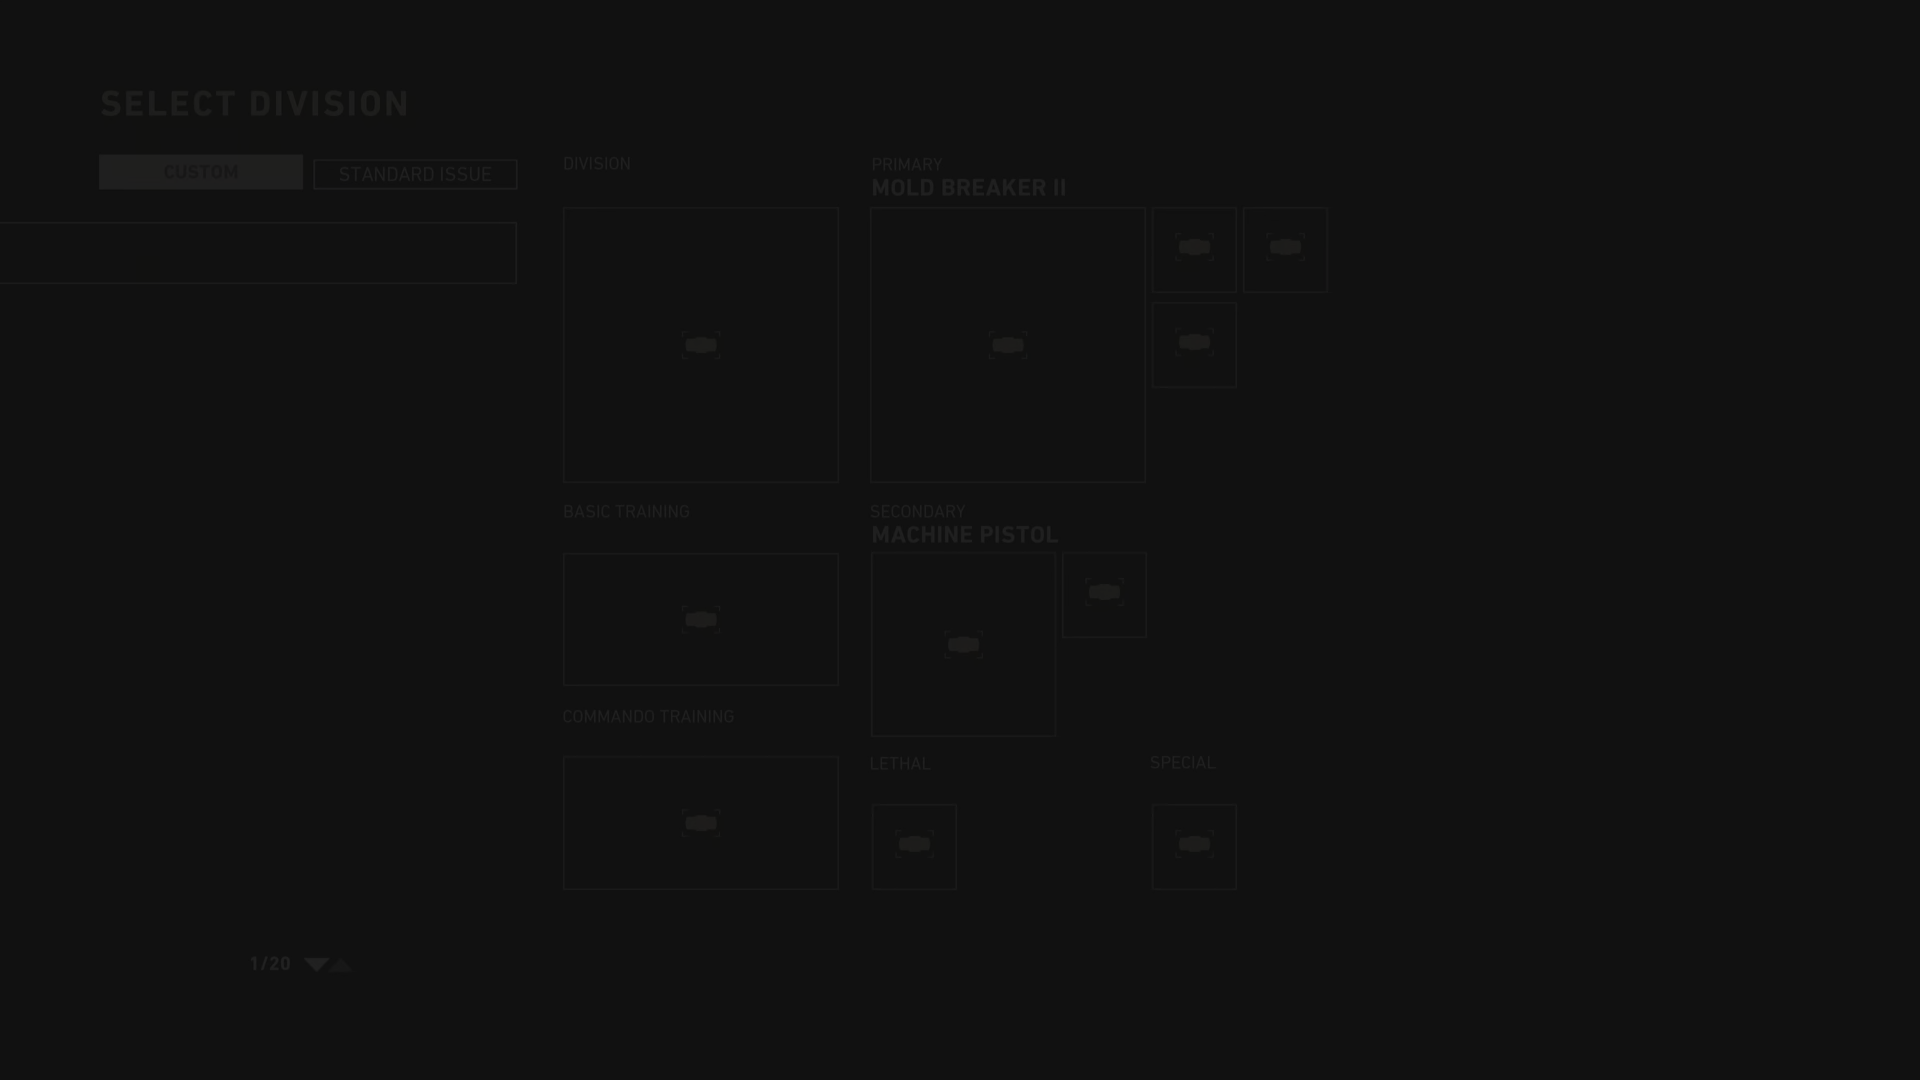 SELECT DIVISION
CUSTOM
STANDARD ISSUE
DIVISION
PRIMARY
MOLD BREAKER II
BASIC TRAINING
SECONDARY
MACHINE PISTOL
COMMANDO TRAINING
LETHAL
SPECIAL
1/20